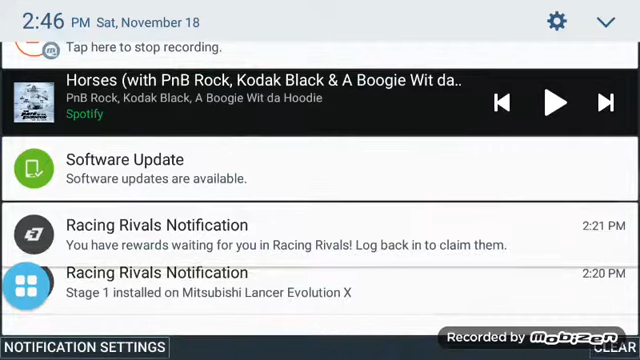 2:46 PM Sat, November 18
Tap here to stop recording.
Horses (with PnB Rock, Kodak Black & A Boogie Wit da..
PnB Rock, Kodak Black, A Boogie Wit da Hoodie
Spotify
Software Update
Software updates are available.
Racing Rivals Notification 2:21 PM
You have rewards waiting for you in Racing Rivals! Log back in to claim them.
Racing Rivals Notification 2:20 PM
Stage 1 installed on Mitsubishi Lancer Evolution X
Recorded by mobizen
NOTIFICATION SETTINGS CLEAR